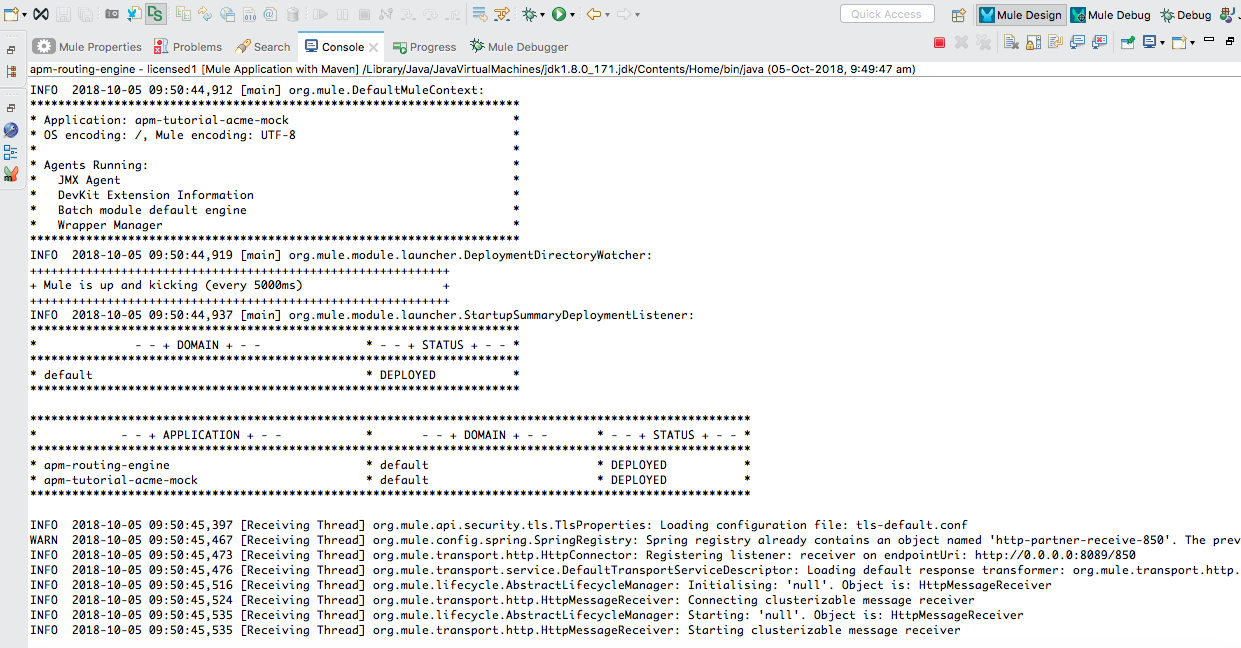 Quick Access
Mule Design
Mule Debug
Debug
Mule Properties
Problems
Search
Console
Progress
Mule Debugger
apm-routing-engine - licensed1 [Mule Application with Maven] /Library/Java/JavaVirtualMachines/jdk1.8.0_171.jdk/Contents/Home/bin/java (05-Oct-2018, 9:49:47 am)
INFO  2018-10-05 09:50:44,912 [main] org.mule.DefaultMuleContext:
**********************************************************************
* Application: apm-tutorial-acme-mock                                *
* OS encoding: /, Mule encoding: UTF-8                               *
*                                                                    *
* Agents Running:                                                    *
*   JMX Agent                                                        *
*   DevKit Extension Information                                     *
*   Batch module default engine                                      *
*   Wrapper Manager                                                  *
**********************************************************************
INFO  2018-10-05 09:50:44,919 [main] org.mule.module.launcher.DeploymentDirectoryWatcher:
++++++++++++++++++++++++++++++++++++++++++++++++++++++++++++
+ Mule is up and kicking (every 5000ms)                    +
++++++++++++++++++++++++++++++++++++++++++++++++++++++++++++
INFO  2018-10-05 09:50:44,937 [main] org.mule.module.launcher.StartupSummaryDeploymentListener:
**********************************************************************
*              - - + DOMAIN + - -               * - - + STATUS + - - *
**********************************************************************
* default                                       * DEPLOYED           *
**********************************************************************
*******************************************************************************************************
*            - - + APPLICATION + - -            *       - - + DOMAIN + - -       * - - + STATUS + - - *
*******************************************************************************************************
* apm-routing-engine                            * default                        * DEPLOYED           *
* apm-tutorial-acme-mock                        * default                        * DEPLOYED           *
*******************************************************************************************************
INFO  2018-10-05 09:50:45,397 [Receiving Thread] org.mule.api.security.tls.TlsProperties: Loading configuration file: tls-default.conf
WARN  2018-10-05 09:50:45,467 [Receiving Thread] org.mule.config.spring.SpringRegistry: Spring registry already contains an object named 'http-partner-receive-850'. The prev
INFO  2018-10-05 09:50:45,473 [Receiving Thread] org.mule.transport.http.HttpConnector: Registering listener: receiver on endpointUri: http://0.0.0.0:8089/850
INFO  2018-10-05 09:50:45,476 [Receiving Thread] org.mule.transport.service.DefaultTransportServiceDescriptor: Loading default response transformer: org.mule.transport.http.
INFO  2018-10-05 09:50:45,516 [Receiving Thread] org.mule.lifecycle.AbstractLifecycleManager: Initialising: 'null'. Object is: HttpMessageReceiver
INFO  2018-10-05 09:50:45,524 [Receiving Thread] org.mule.transport.http.HttpMessageReceiver: Connecting clusterizable message receiver
INFO  2018-10-05 09:50:45,535 [Receiving Thread] org.mule.lifecycle.AbstractLifecycleManager: Starting: 'null'. Object is: HttpMessageReceiver
INFO  2018-10-05 09:50:45,535 [Receiving Thread] org.mule.transport.http.HttpMessageReceiver: Starting clusterizable message receiver